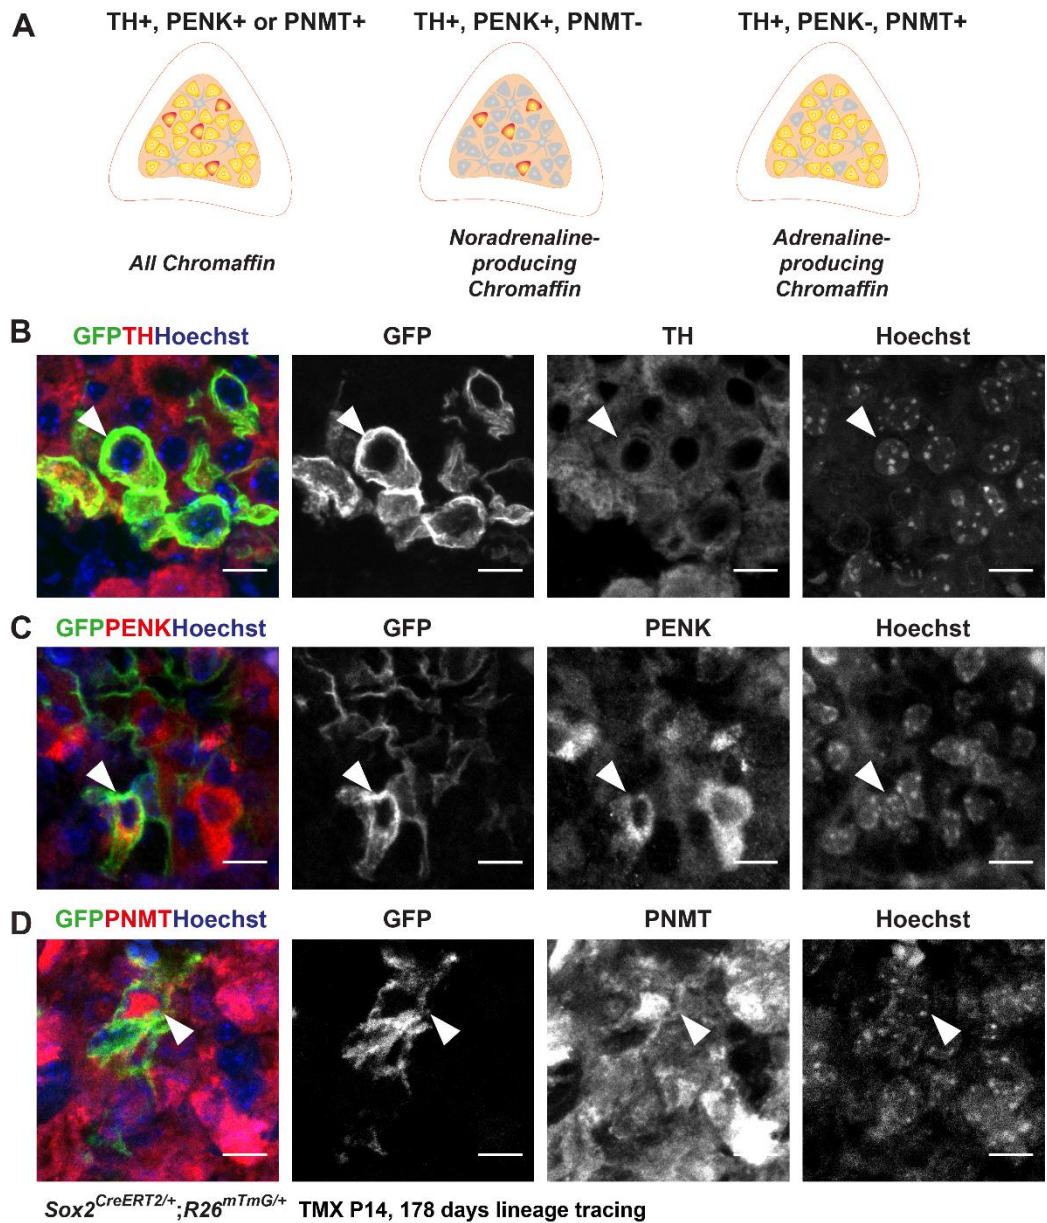 A TH+, PENK+ or PNMT+ TH+, PENK+, PNMT- TH+, PENK-, PNMT+
All Chromaffin
Noradrenaline-
producing
Chromaffin
Adrenaline-
producing
Chromaffin
B GFPTHHoechst GFP TH Hoechst
C GFPPENKHoechst GFP PENK Hoechst
D GFPPNMTHoechst GFP PNMT Hoechst
Sox2CreERT2/+;R26mTmG/+ TMX P14, 178 days lineage tracing